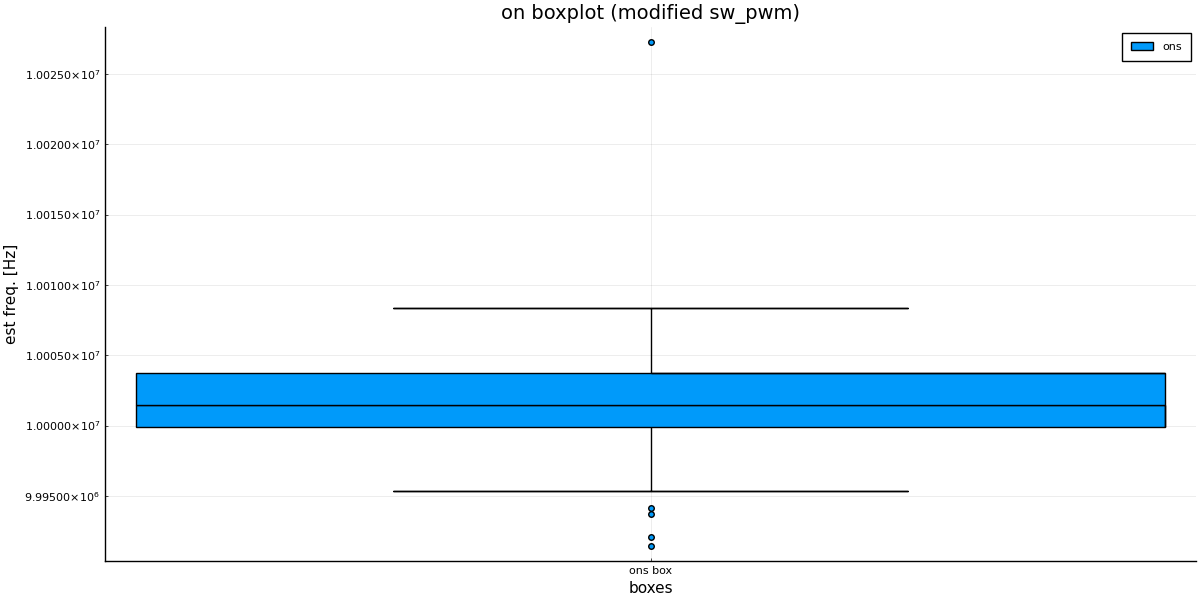 on boxplot (modified sw_pwm)
ons
1.00250×10⁷
1.00200×10⁷
1.00150×10⁷
1.00100×10⁷
1.00050×10⁷
1.00000×10⁷
9.99500×10⁶
est freq. [Hz]
ons box
boxes